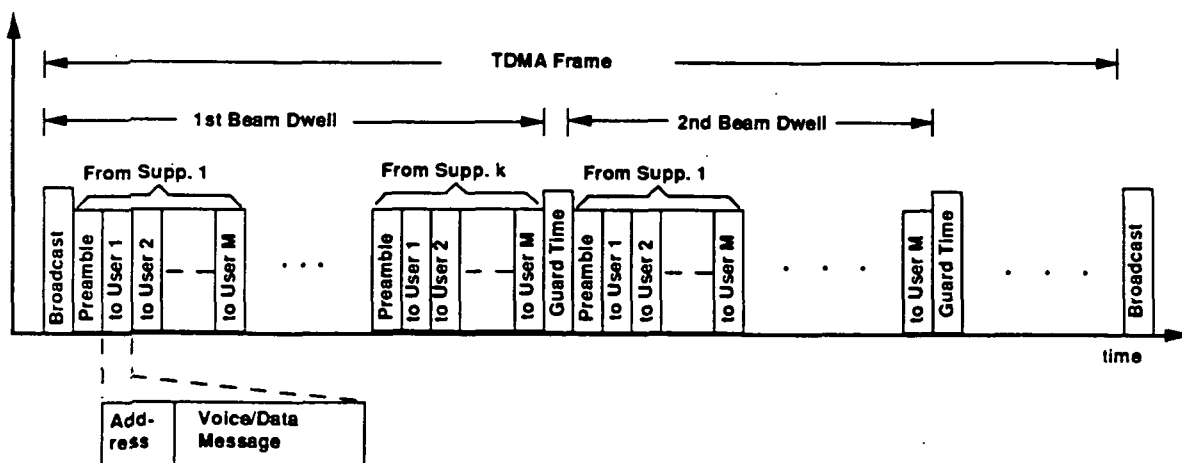 TDMA Frame
1st Beam Dwell
2nd Beam Dwell
From Supp. 1
From Supp. k
From Supp. 1
Broadcast
Preamble
to User 1
to User 2
to User M
Preamble
to User 1
to User 2
to User M
Guard Time
Preamble
to User 1
to User 2
to User M
to User M
Guard Time
Broadcast
time
Add-
ress
Voice/Data
Message